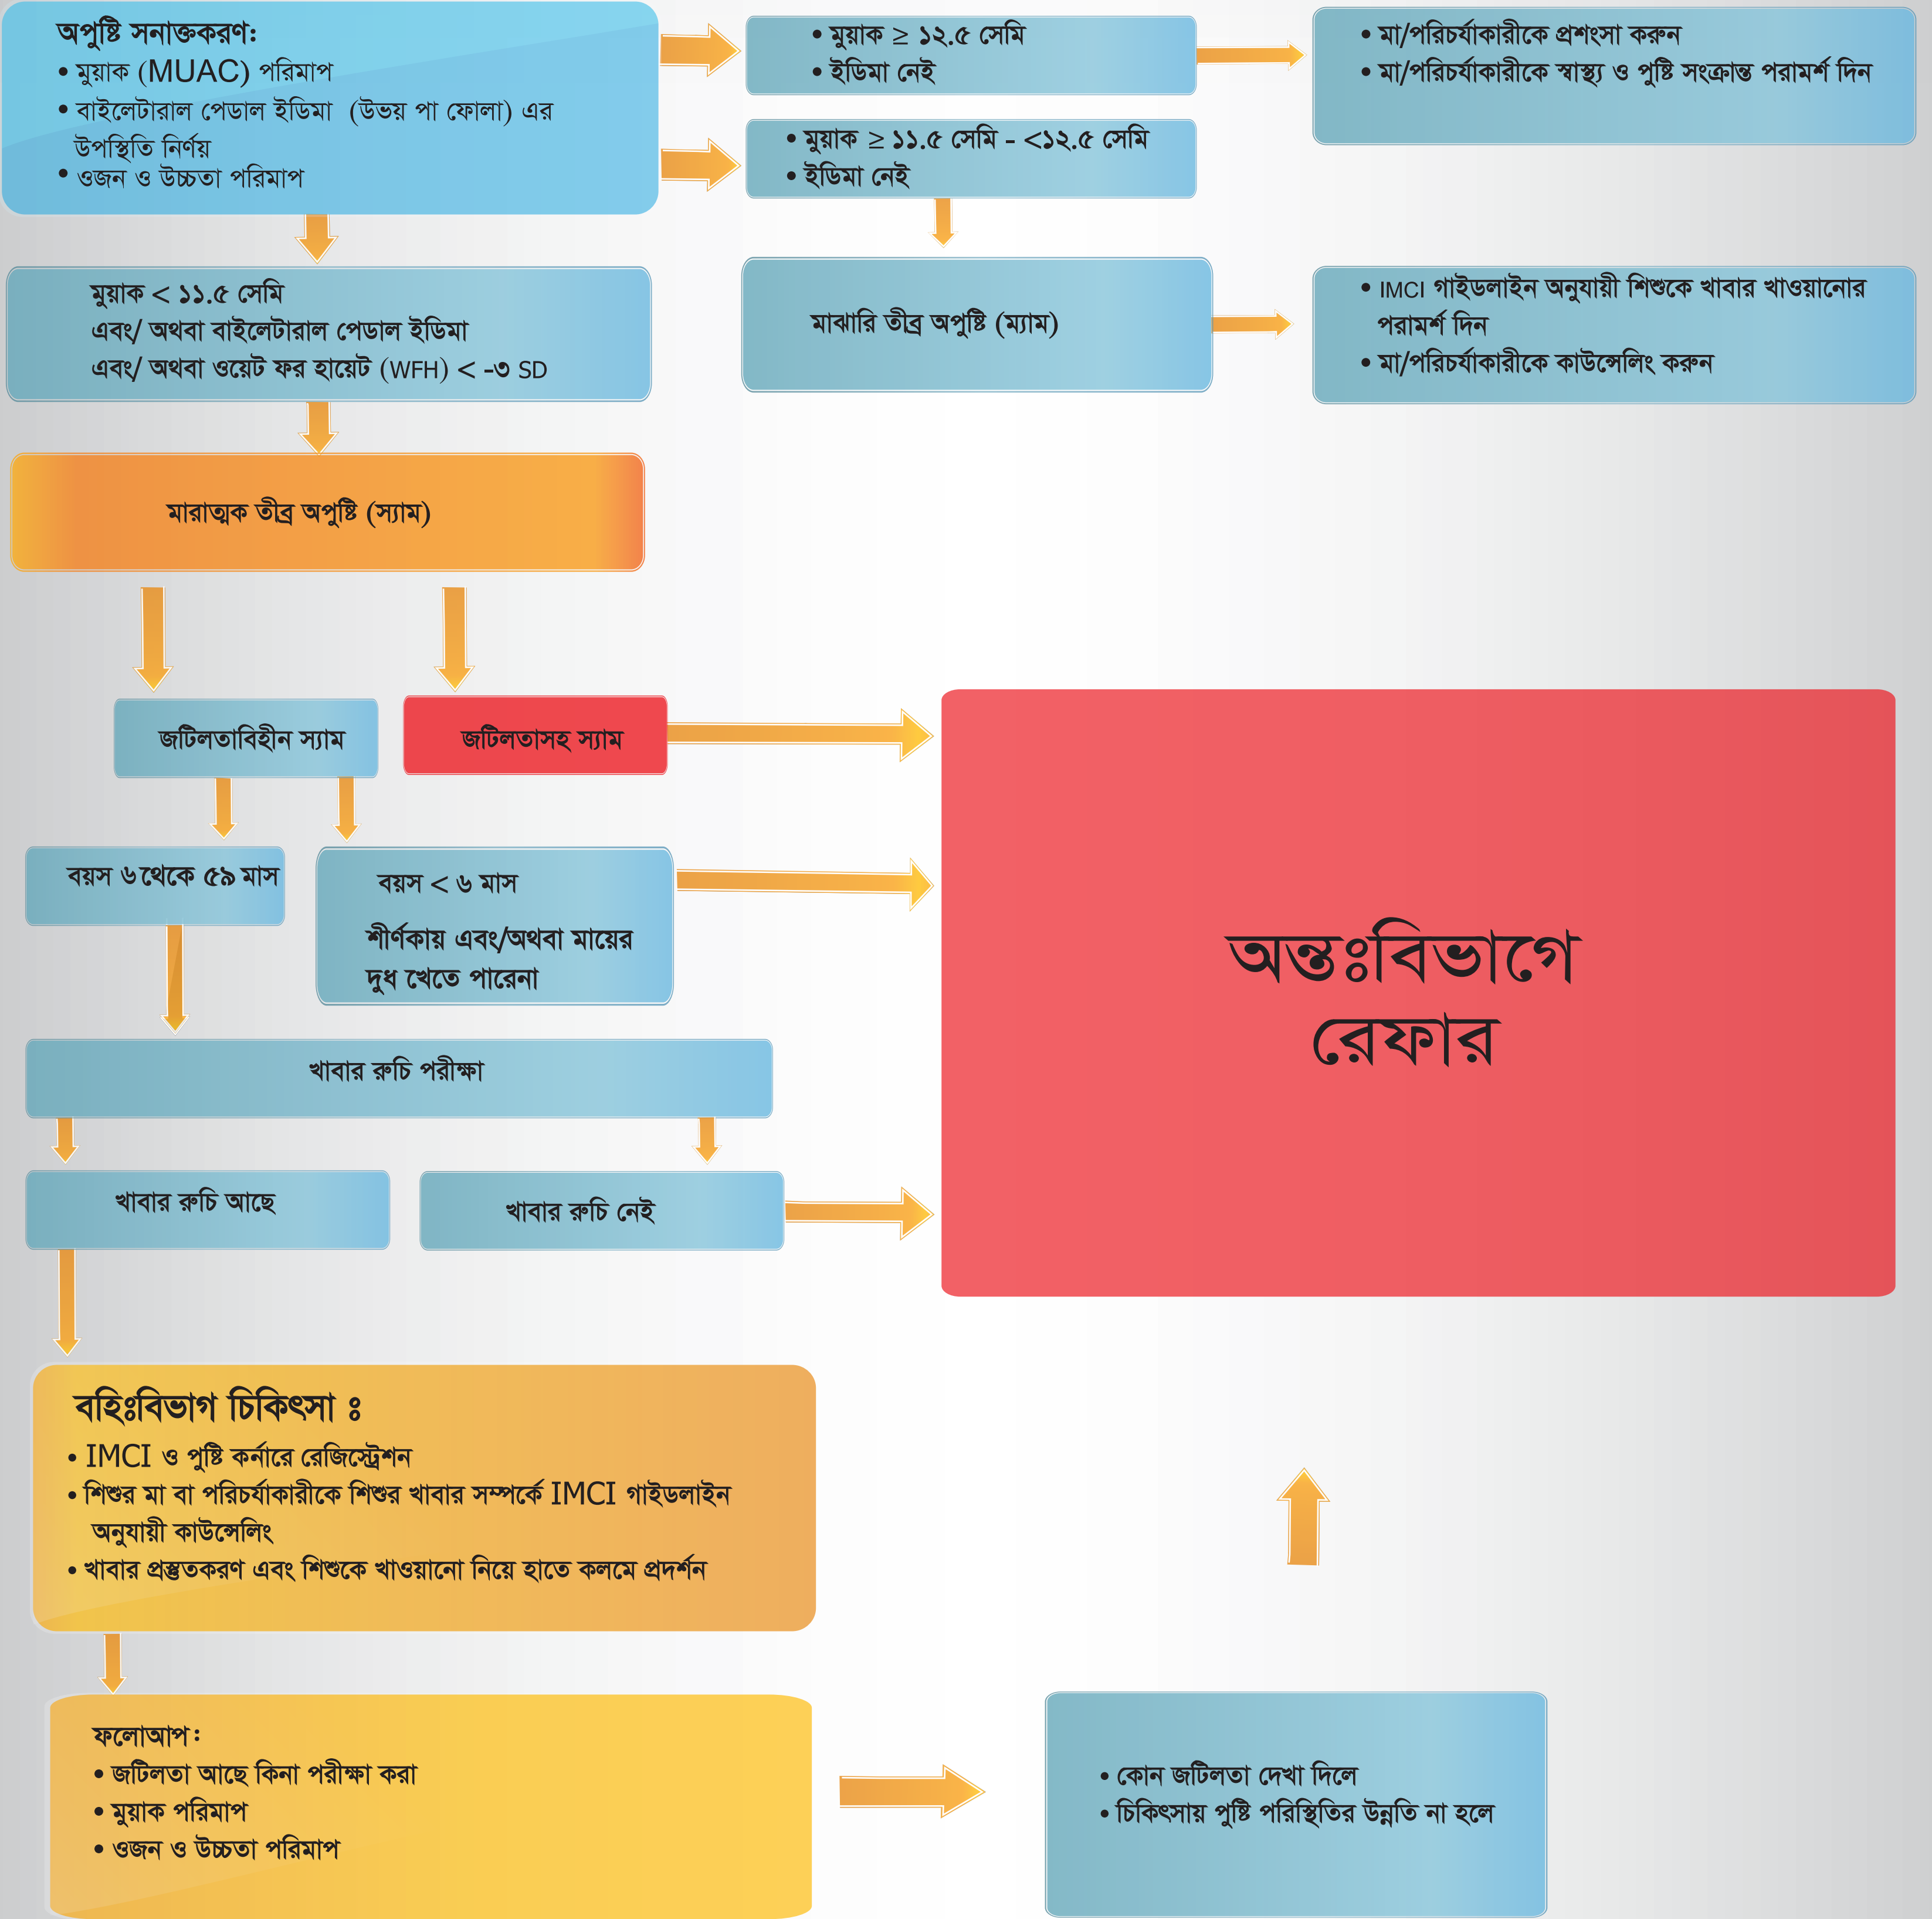 অপুষ্টি সনাক্তকরণ:
• মুয়াক (MUAC) পরিমাপ
• বাইলেটারাল পেডাল ইডিমা (উভয় পা ফোলা) এর
উপস্থিতি নির্ণয়
• ওজন ও উচ্চতা পরিমাপ
• মুয়াক ≥ ১২.৫ সেমি
• ইডিমা নেই
• মা/পরিচর্যাকারীকে প্রশংসা করুন
• মা/পরিচর্যাকারীকে স্বাস্থ্য ও পুষ্টি সংক্রান্ত পরামর্শ দিন
• মুয়াক ≥ ১১.৫ সেমি - <১২.৫ সেমি
• ইডিমা নেই
মুয়াক < ১১.৫ সেমি
এবং/ অথবা বাইলেটারাল পেডাল ইডিমা
এবং/ অথবা ওয়েট ফর হায়েট (WFH) < -৩ SD
মাঝারি তীব্র অপুষ্টি (ম্যাম)
• IMCI গাইডলাইন অনুযায়ী শিশুকে খাবার খাওয়ানোর
পরামর্শ দিন
• মা/পরিচর্যাকারীকে কাউন্সেলিং করুন
মারাত্মক তীব্র অপুষ্টি (স্যাম)
জটিলতাবিহীন স্যাম
জটিলতাসহ স্যাম
বয়স ৬ থেকে ৫৯ মাস
বয়স < ৬ মাস
শীর্ণকায় এবং/অথবা মায়ের
দুধ খেতে পারেনা
অন্তঃবিভাগে
রেফার
খাবার রুচি পরীক্ষা
খাবার রুচি আছে
খাবার রুচি নেই
বহিঃবিভাগ চিকিৎসা ঃ
• IMCI ও পুষ্টি কর্নারে রেজিস্ট্রেশন
• শিশুর মা বা পরিচর্যাকারীকে শিশুর খাবার সম্পর্কে IMCI গাইডলাইন
অনুযায়ী কাউন্সেলিং
• খাবার প্রস্তুতকরণ এবং শিশুকে খাওয়ানো নিয়ে হাতে কলমে প্রদর্শন
ফলোআপ:
• জটিলতা আছে কিনা পরীক্ষা করা
• মুয়াক পরিমাপ
• ওজন ও উচ্চতা পরিমাপ
• কোন জটিলতা দেখা দিলে
• চিকিৎসায় পুষ্টি পরিস্থিতির উন্নতি না হলে